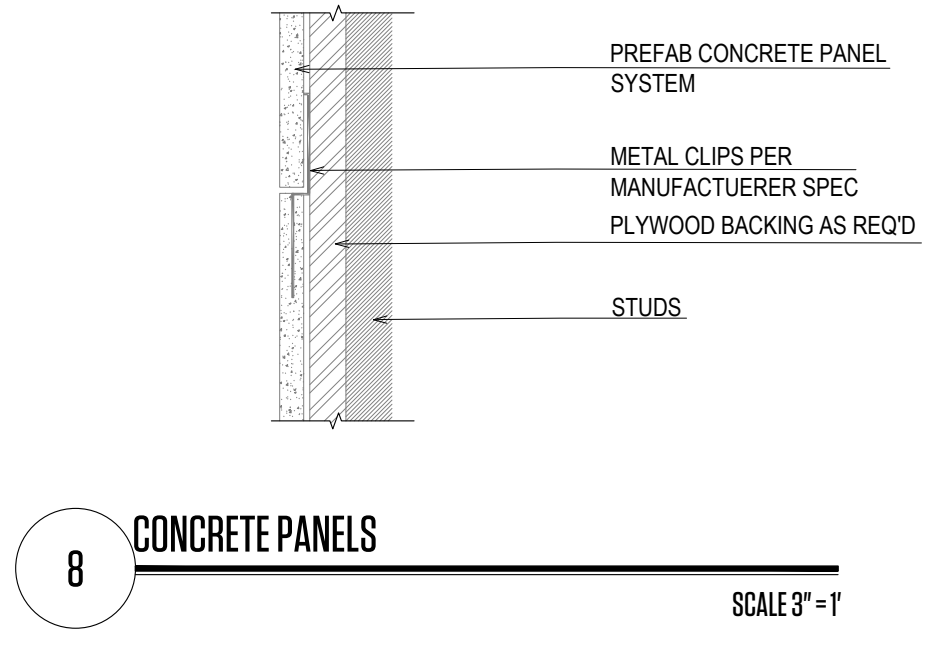 PREFAB CONCRETE PANEL
SYSTEM
METAL CLIPS PER
MANUFACTUERER SPEC
PLYWOOD BACKING AS REQ'D
STUDS
8
CONCRETE PANELS
SCALE 3" = 1'